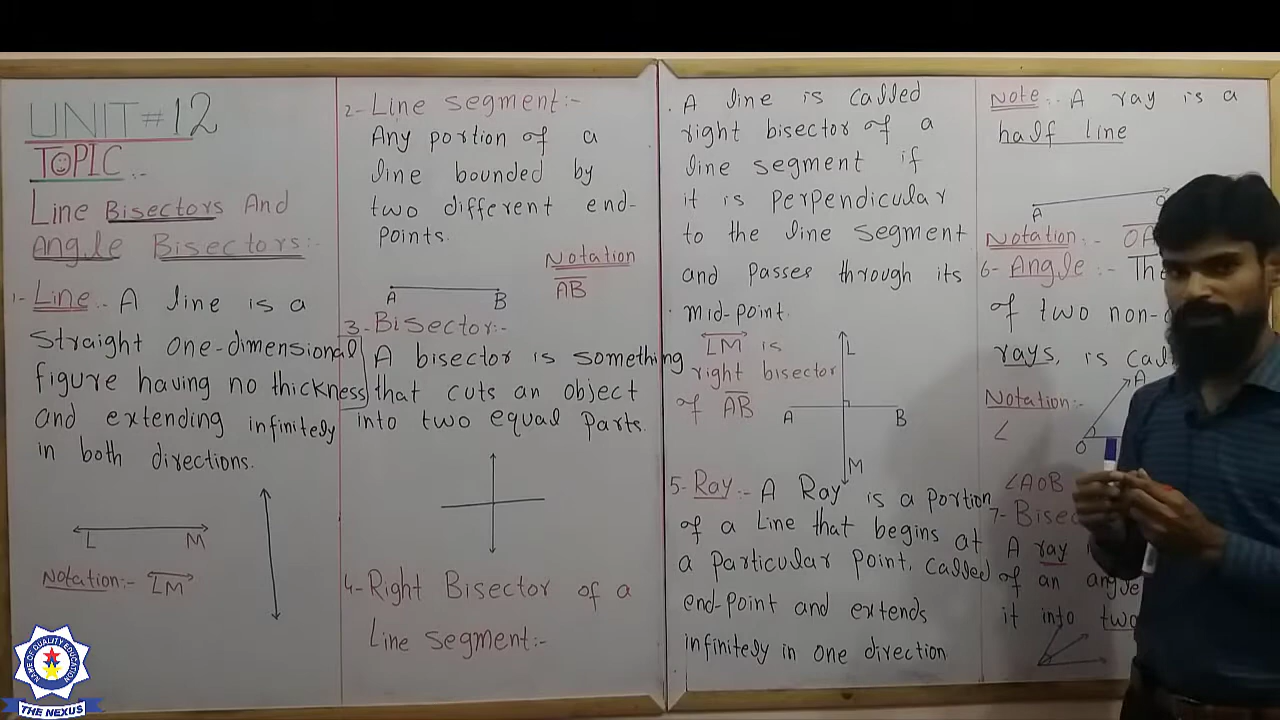 UNIT#12
TOPIC:-
Line Bisectors And
Angle Bisectors:-
1- Line:- A line is a
straight one-dimensional
figure having no thickness
and extending infinitely
in both directions.
L M
Notation:- LM
2- Line segment:-
Any portion of a
line bounded by
two different end-
points.
Notation
AB
A B
3- Bisector:-
A bisector is something
that cuts an object
into two equal parts.
4- Right Bisector of a
Line segment:-
A line is called
right bisector of a
line segment if
it is perpendicular
to the line segment
and passes through its
mid-point.
LM is
right bisector
of AB
L
A B
M
5- Ray:- A Ray is a portion
of a Line that begins at
a particular point, called
end-point and extends
infinitely in one direction
Note:- A ray is a
half line
A
Notation:- OA
6- Angle:-
of two non-
rays, is
Notation:-
A
∠
O
∠AOB
7-
A ray
of an angle
it into two
NAME OF QUALITY EDUCATION
THE NEXUS